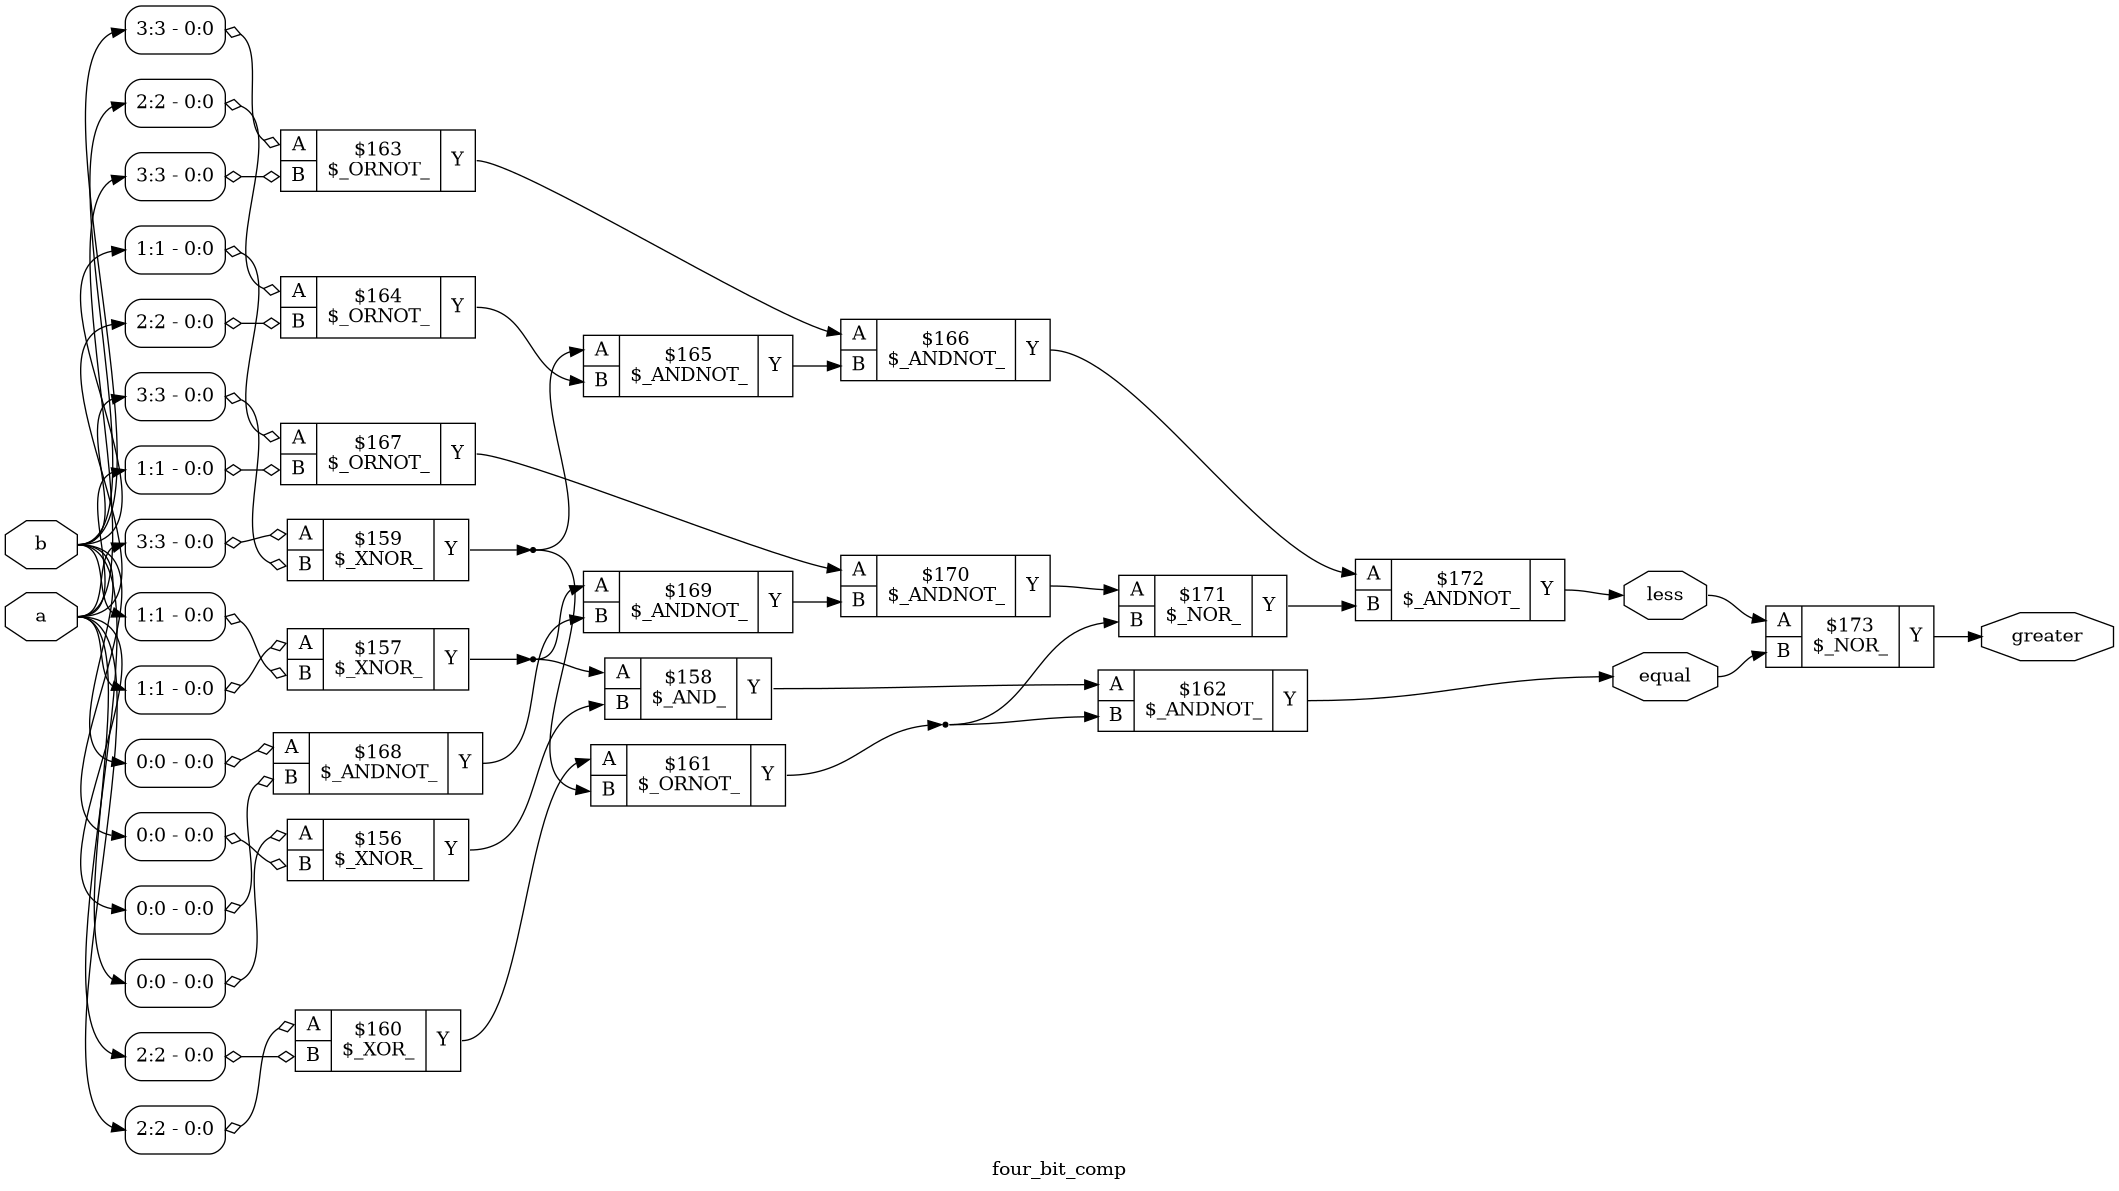 b
a
3:3 - 0:0
2:2 - 0:0
3:3 - 0:0
1:1 - 0:0
2:2 - 0:0
3:3 - 0:0
1:1 - 0:0
3:3 - 0:0
1:1 - 0:0
1:1 - 0:0
0:0 - 0:0
0:0 - 0:0
0:0 - 0:0
0:0 - 0:0
2:2 - 0:0
2:2 - 0:0
A
B
$163
$_ORNOT_
Y
A
B
$164
$_ORNOT_
Y
A
B
$167
$_ORNOT_
Y
A
B
$159
$_XNOR_
Y
A
B
$157
$_XNOR_
Y
A
B
$168
$_ANDNOT_
Y
A
B
$156
$_XNOR_
Y
A
B
$160
$_XOR_
Y
A
B
$165
$_ANDNOT_
Y
A
B
$169
$_ANDNOT_
Y
A
B
$158
$_AND_
Y
A
B
$161
$_ORNOT_
Y
A
B
$166
$_ANDNOT_
Y
A
B
$170
$_ANDNOT_
Y
A
B
$171
$_NOR_
Y
A
B
$162
$_ANDNOT_
Y
A
B
$172
$_ANDNOT_
Y
less
equal
A
B
$173
$_NOR_
Y
greater
four_bit_comp